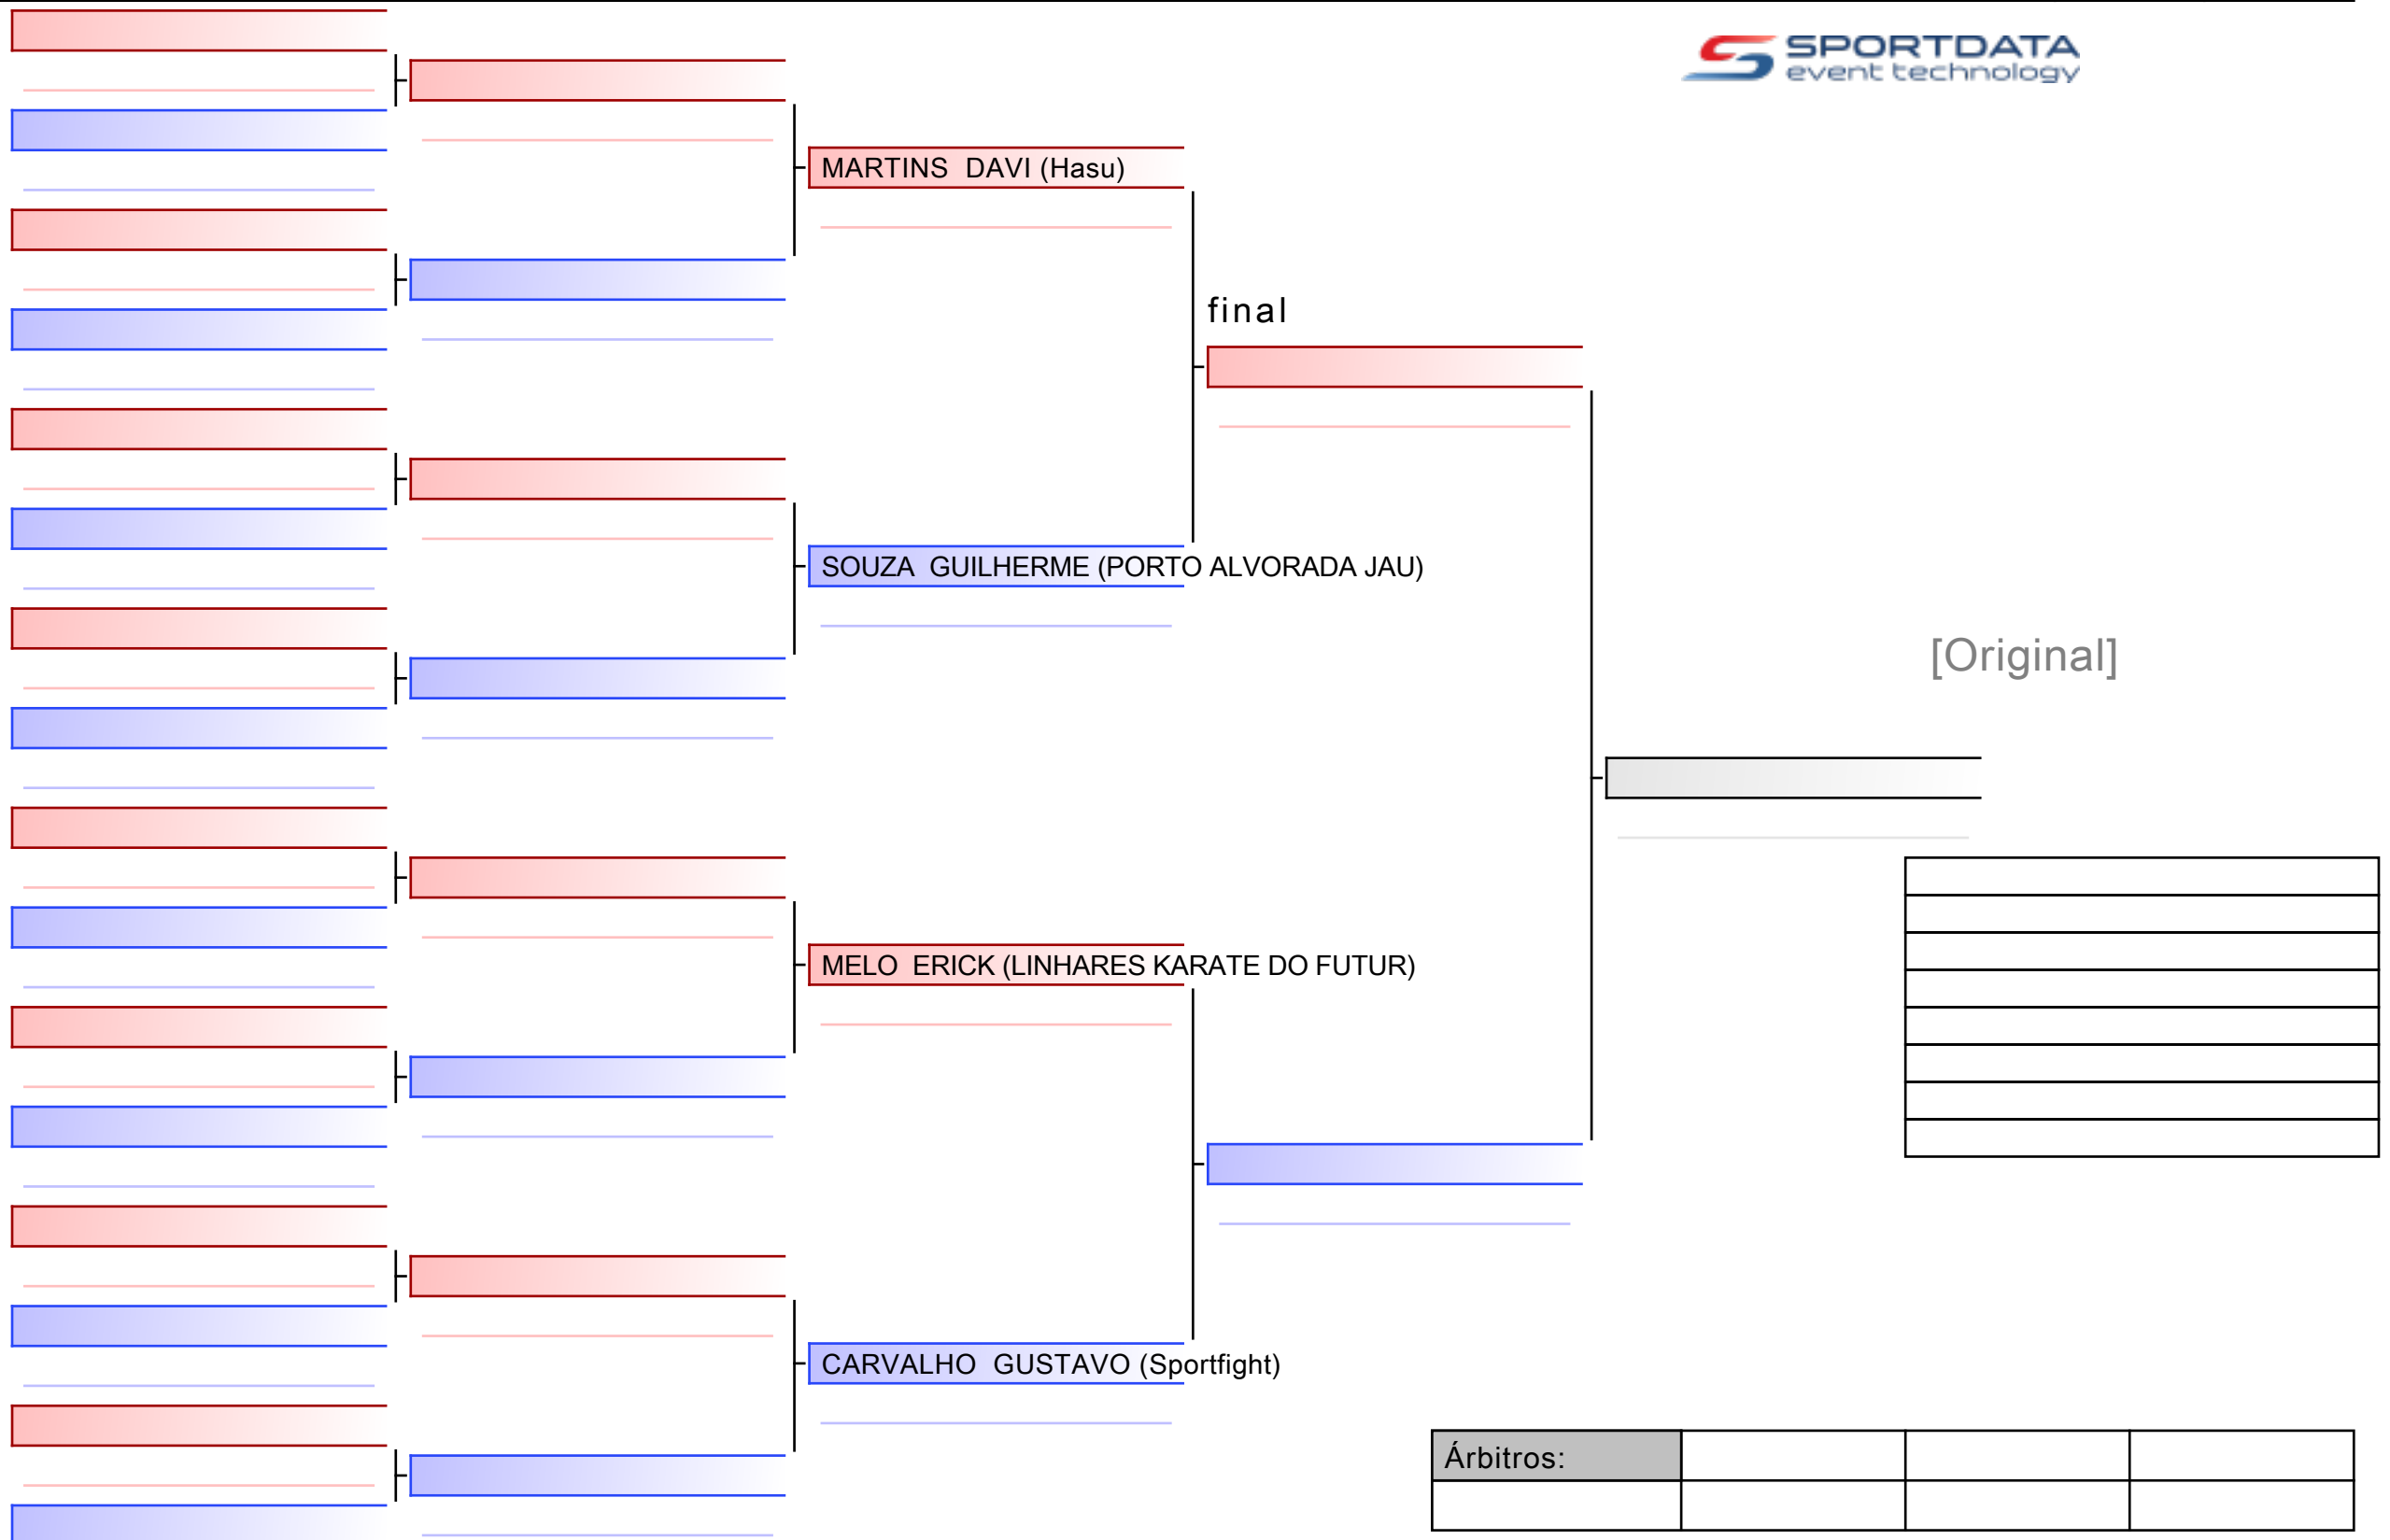 SPORTDATA
event technology
MARTINS  DAVI (Hasu)
final
SOUZA  GUILHERME (PORTO ALVORADA JAU)
[Original]
MELO  ERICK (LINHARES KARATE DO FUTUR)
CARVALHO  GUSTAVO (Sportfight)
Árbitros: